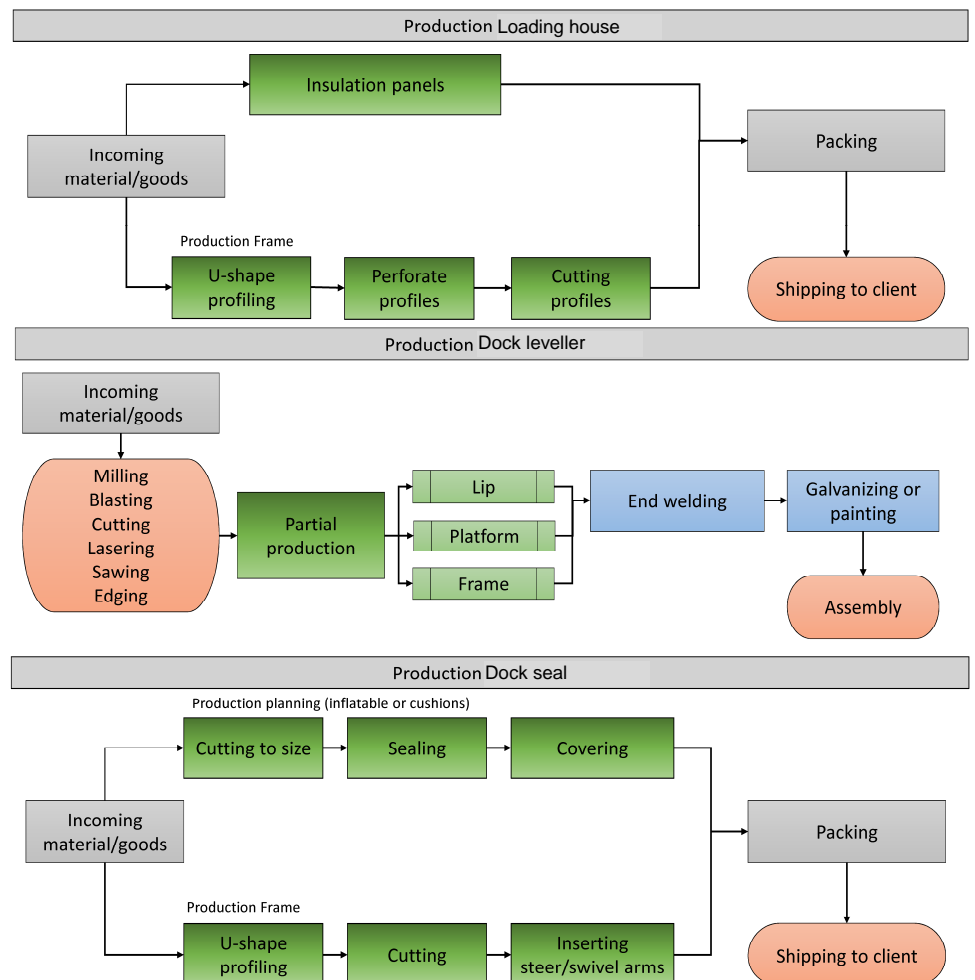 Production Loading house
Insulation panels
Incoming
material/goods
Packing
Production Frame
U-shape
profiling
Perforate
profiles
Cutting
profiles
Shipping to client
Production Dock leveller
Incoming
material/goods
Milling
Blasting
Cutting
Lasering
Sawing
Edging
Partial
production
Lip
Platform
Frame
End welding
Galvanizing or
painting
Assembly
Production Dock seal
Production planning (inflatable or cushions)
Cutting to size
Sealing
Covering
Incoming
material/goods
Packing
Production Frame
U-shape
profiling
Cutting
Inserting
steer/swivel arms
Shipping to client